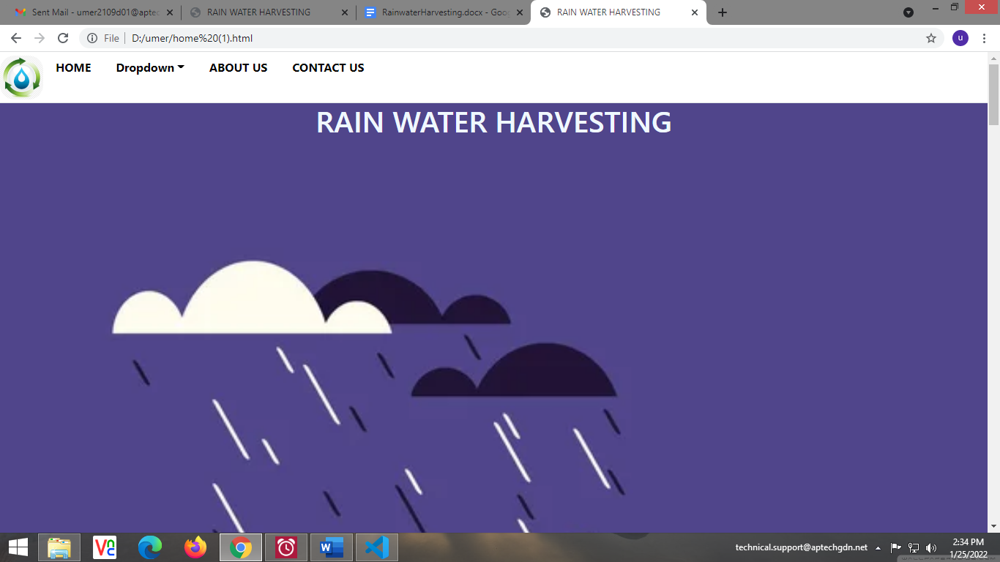 Sent Mail - umer2109d01@aptec
RAIN WATER HARVESTING
RainwaterHarvesting.docx - Goo
RAIN WATER HARVESTING
File
D:/umer/home%20(1).html
u
HOME
Dropdown
ABOUT US
CONTACT US
RAIN WATER HARVESTING
technical.support@aptechgdn.net
2:34 PM
1/25/2022